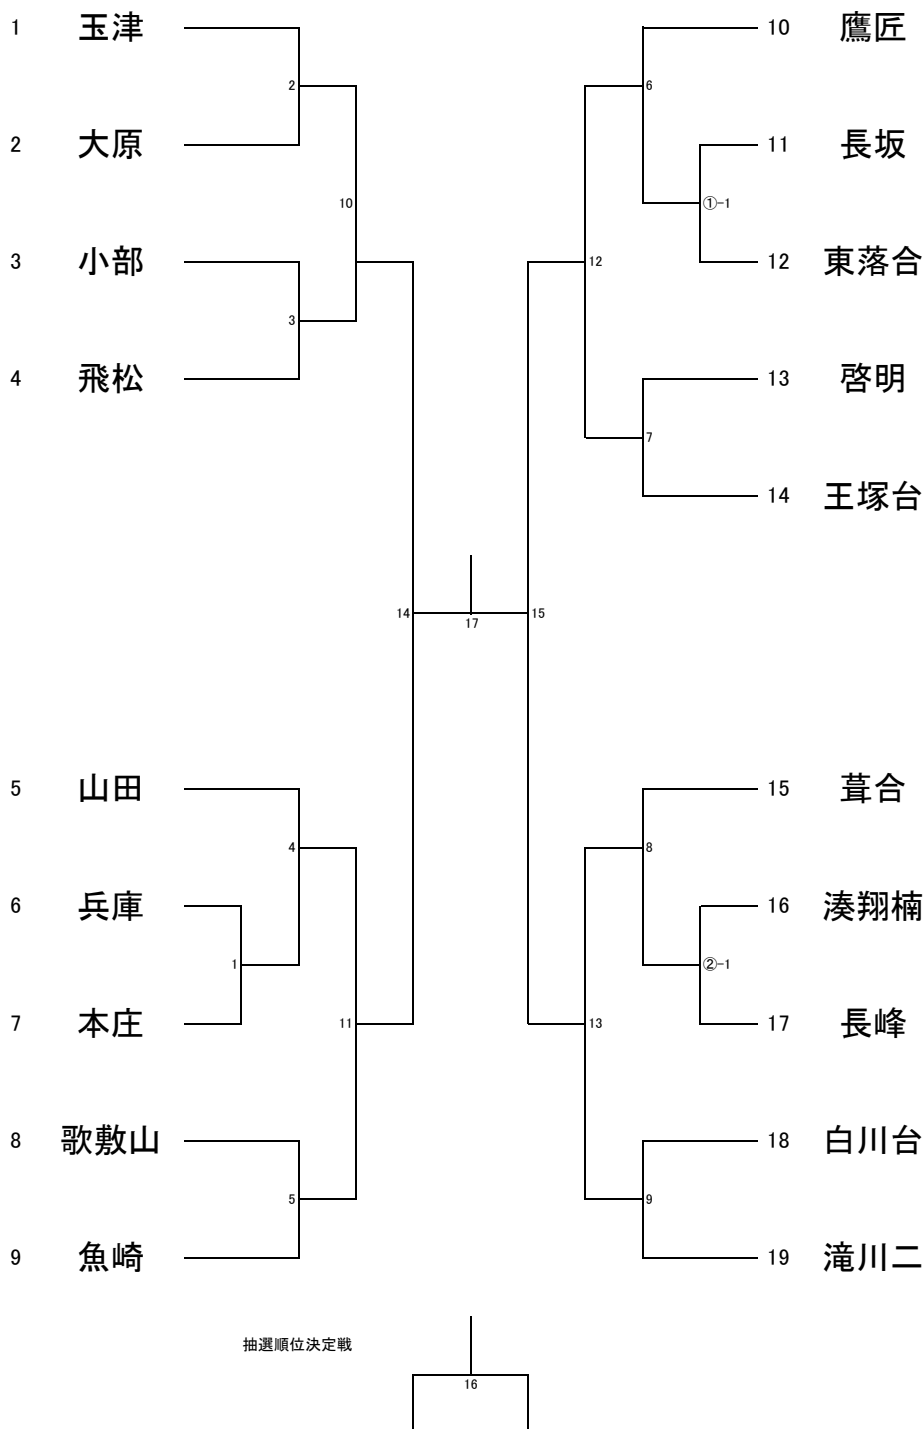 1 玉津
2
2 大原
10
3 小部
3
4 飛松
14
5 山田
4
6 兵庫
1
7 本庄
11
8 歌敷山
5
9 魚崎
10 鷹匠
6
11 長坂
①-1
12
12 東落合
13 啓明
7
14 王塚台
15
17
15 葺合
8
16 湊翔楠
②-1
17 長峰
13
18 白川台
9
19 滝川二
抽選順位決定戦
16